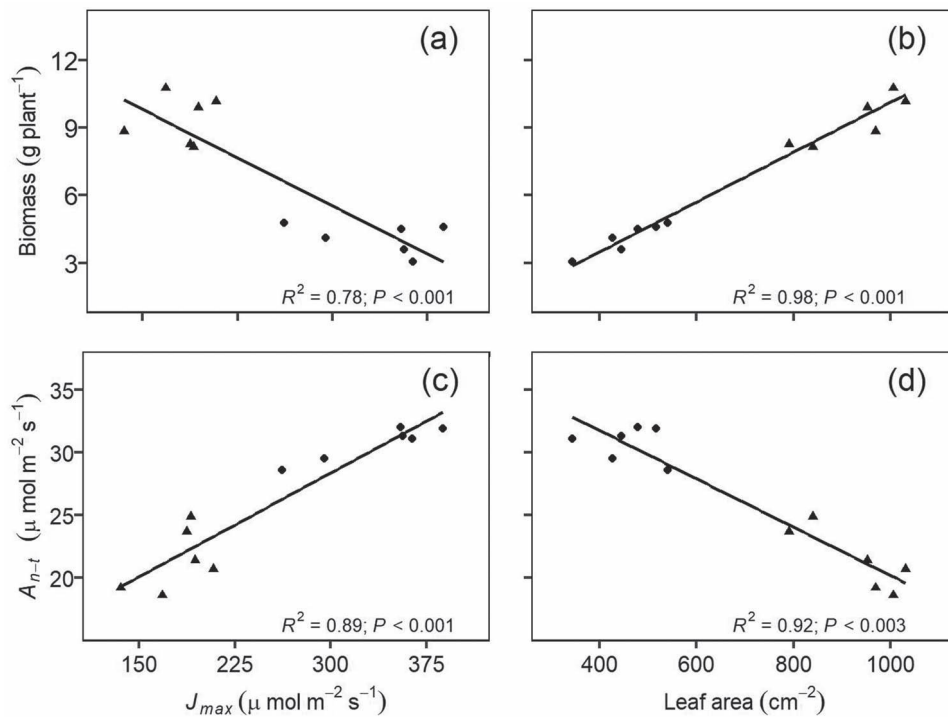 (a)
(b)
Biomass (g plant⁻¹)
12
9
6
3
R² = 0.78; P < 0.001
R² = 0.98; P < 0.001
(c)
(d)
Aₙ₋ₜ (μ mol m⁻² s⁻¹)
35
30
25
20
R² = 0.89; P < 0.001
R² = 0.92; P < 0.003
150 225 300 375
400 600 800 1000
Jmax (μ mol m⁻² s⁻¹)
Leaf area (cm⁻²)